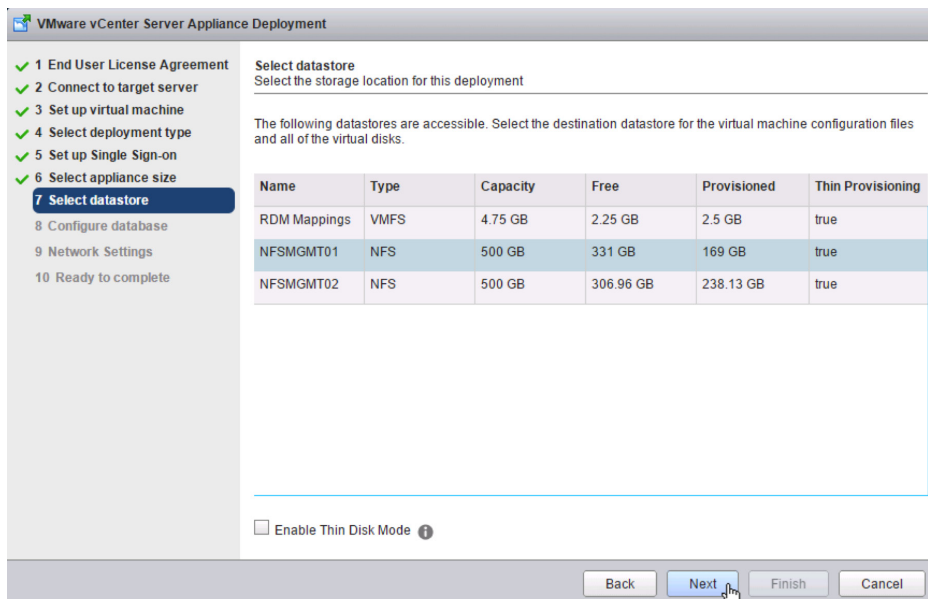 VMware vCenter Server Appliance Deployment
1 End User License Agreement
2 Connect to target server
3 Set up virtual machine
4 Select deployment type
5 Set up Single Sign-on
6 Select appliance size
7 Select datastore
8 Configure database
9 Network Settings
10 Ready to complete
Select datastore
Select the storage location for this deployment
The following datastores are accessible. Select the destination datastore for the virtual machine configuration files
and all of the virtual disks.
Name Type Capacity Free Provisioned Thin Provisioning
RDM Mappings VMFS 4.75 GB 2.25 GB 2.5 GB true
NFSMGMT01 NFS 500 GB 331 GB 169 GB true
NFSMGMT02 NFS 500 GB 306.96 GB 238.13 GB true
Enable Thin Disk Mode
Back Next Finish Cancel